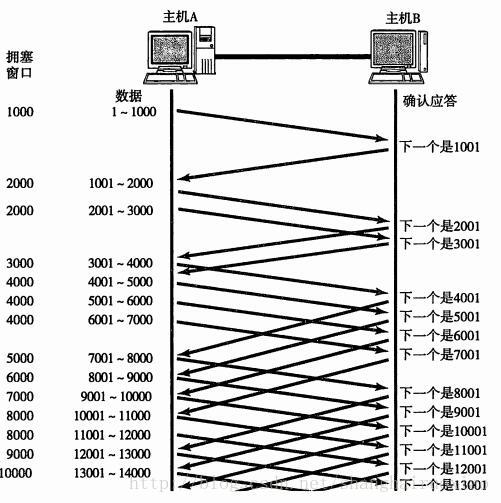 主机A
主机B
拥塞
窗口
数据
确认应答
1000
1~1000
下一个是1001
2000
1001~2000
2000
2001~3000
下一个是2001
下一个是3001
3000
3001~4000
4000
4001~5000
下一个是4001
4000
5001~6000
下一个是5001
4000
6001~7000
下一个是6001
下一个是7001
5000
7001~8000
6000
8001~9000
下一个是8001
7000
9001~10000
下一个是9001
8000
10001~11000
下一个是10001
8000
11001~12000
下一个是11001
9000
12001~13000
下一个是12001
10000
13001~14000
下一个是13001